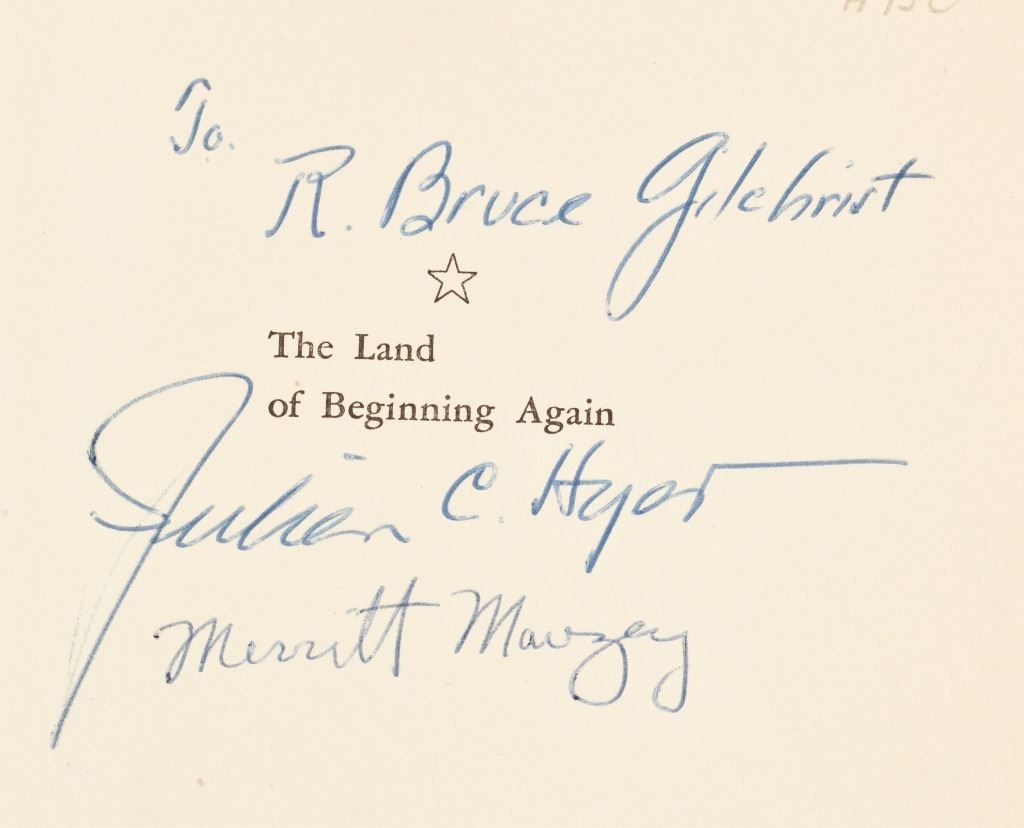 To.
R. Bruce Gilchrist
The Land
of Beginning Again
Julien C. Hyer
Merritt Mauzey